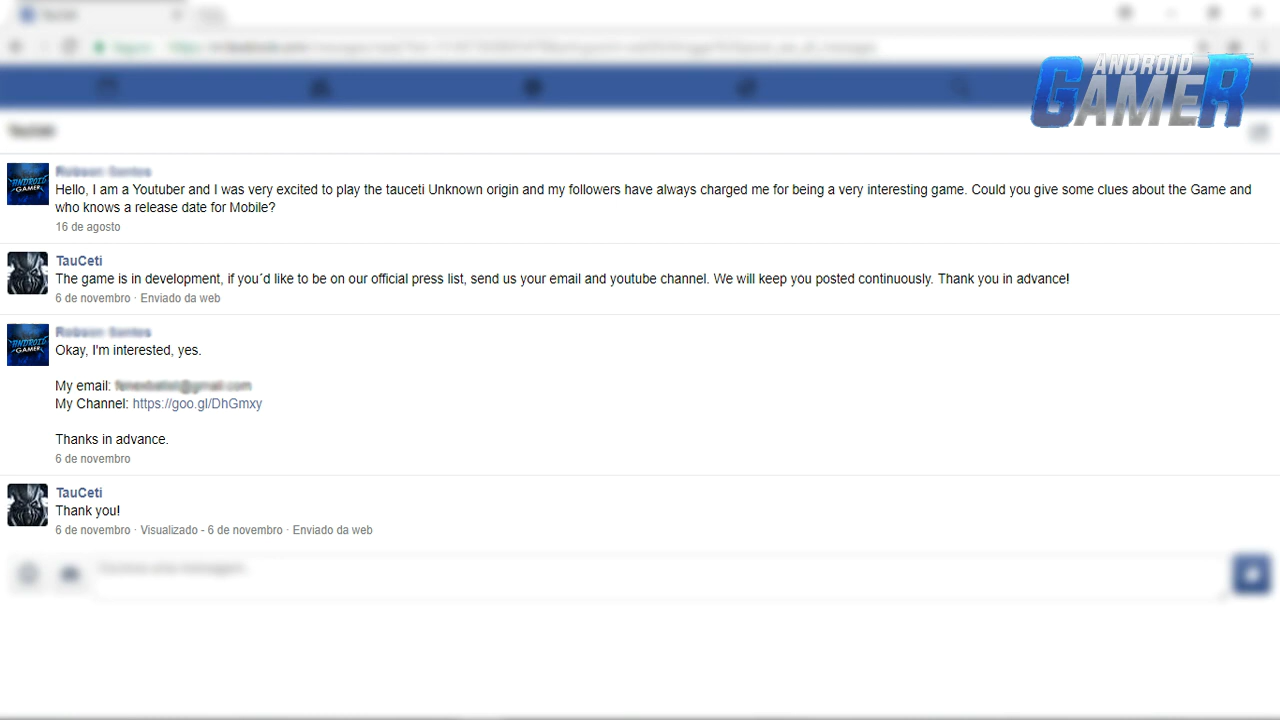 ANDROID
GAMER
Hello, I am a Youtuber and I was very excited to play the tauceti Unknown origin and my followers have always charged me for being a very interesting game. Could you give some clues about the Game and
who knows a release date for Mobile?
16 de agosto
TauCeti
The game is in development, if you´d like to be on our official press list, send us your email and youtube channel. We will keep you posted continuously. Thank you in advance!
6 de novembro · Enviado da web
Okay, I'm interested, yes.
My email:
My Channel: https://goo.gl/DhGmxy
Thanks in advance.
6 de novembro
TauCeti
Thank you!
6 de novembro · Visualizado - 6 de novembro · Enviado da web